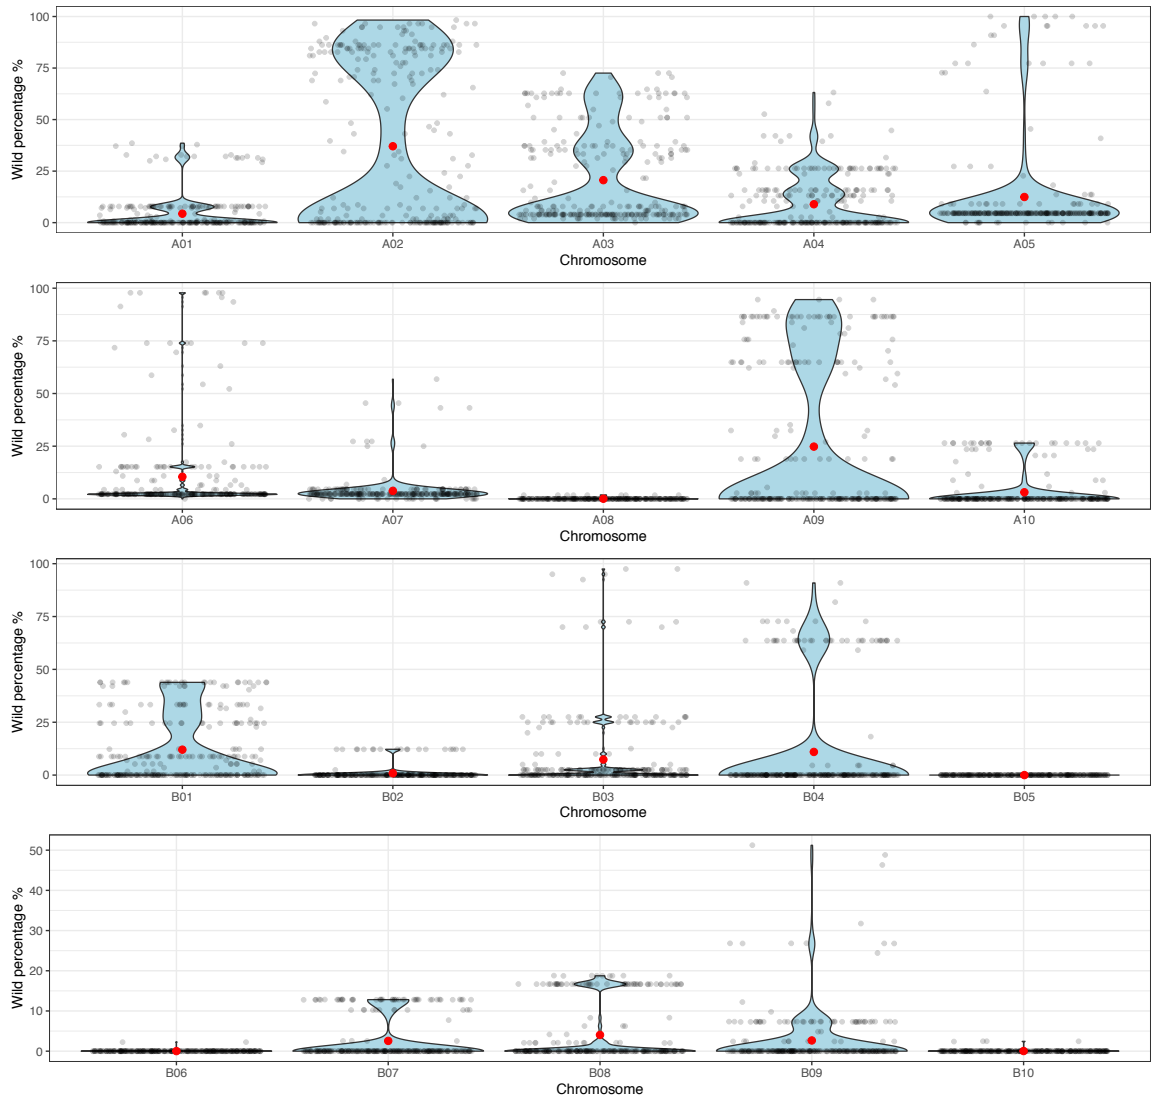 Wild percentage %
100
75
50
25
0
A01 A02 A03 A04 A05
Chromosome
Wild percentage %
100
75
50
25
0
A06 A07 A08 A09 A10
Chromosome
Wild percentage %
100
75
50
25
0
B01 B02 B03 B04 B05
Chromosome
Wild percentage %
50
40
30
20
10
0
B06 B07 B08 B09 B10
Chromosome